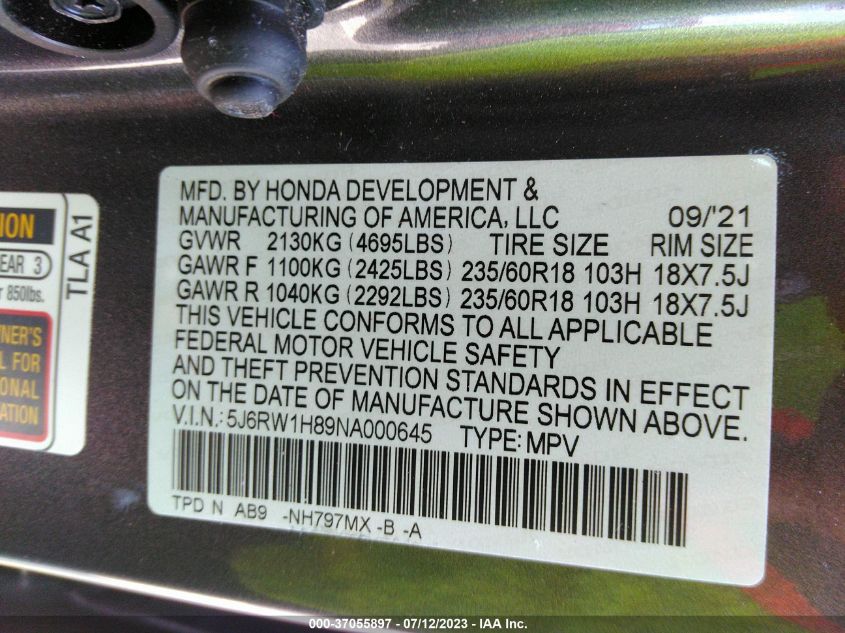 ION
EAR 3
r 850lbs.
WNER'S
L FOR
IONAL
ATION
TLA A1
MFD. BY HONDA DEVELOPMENT &
MANUFACTURING OF AMERICA, LLC 09/'21
GVWR 2130KG (4695LBS) TIRE SIZE RIM SIZE
GAWR F 1100KG (2425LBS) 235/60R18 103H 18X7.5J
GAWR R 1040KG (2292LBS) 235/60R18 103H 18X7.5J
THIS VEHICLE CONFORMS TO ALL APPLICABLE
FEDERAL MOTOR VEHICLE SAFETY
AND THEFT PREVENTION STANDARDS IN EFFECT
ON THE DATE OF MANUFACTURE SHOWN ABOVE.
V.I.N.: 5J6RW1H89NA000645 TYPE: MPV
TPD N AB9 -NH797MX -B -A
000-37055897 - 07/12/2023 - IAA Inc.